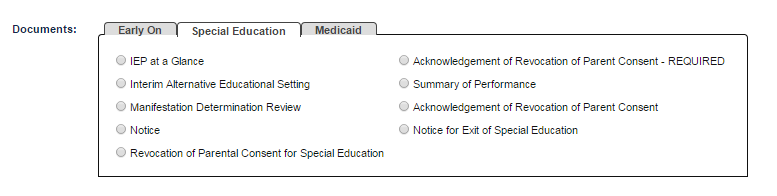 Documents:
Early On
Special Education
Medicaid
IEP at a Glance
Interim Alternative Educational Setting
Manifestation Determination Review
Notice
Revocation of Parental Consent for Special Education
Acknowledgement of Revocation of Parent Consent - REQUIRED
Summary of Performance
Acknowledgement of Revocation of Parent Consent
Notice for Exit of Special Education